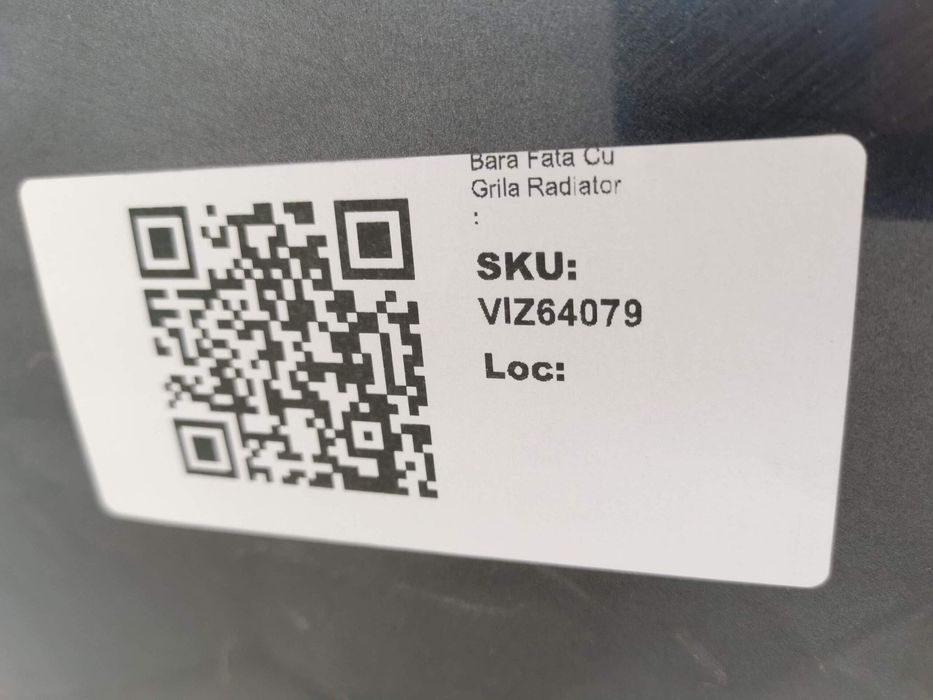 Bara Fata Cu
Grila Radiator
:
SKU:
VIZ64079
Loc: